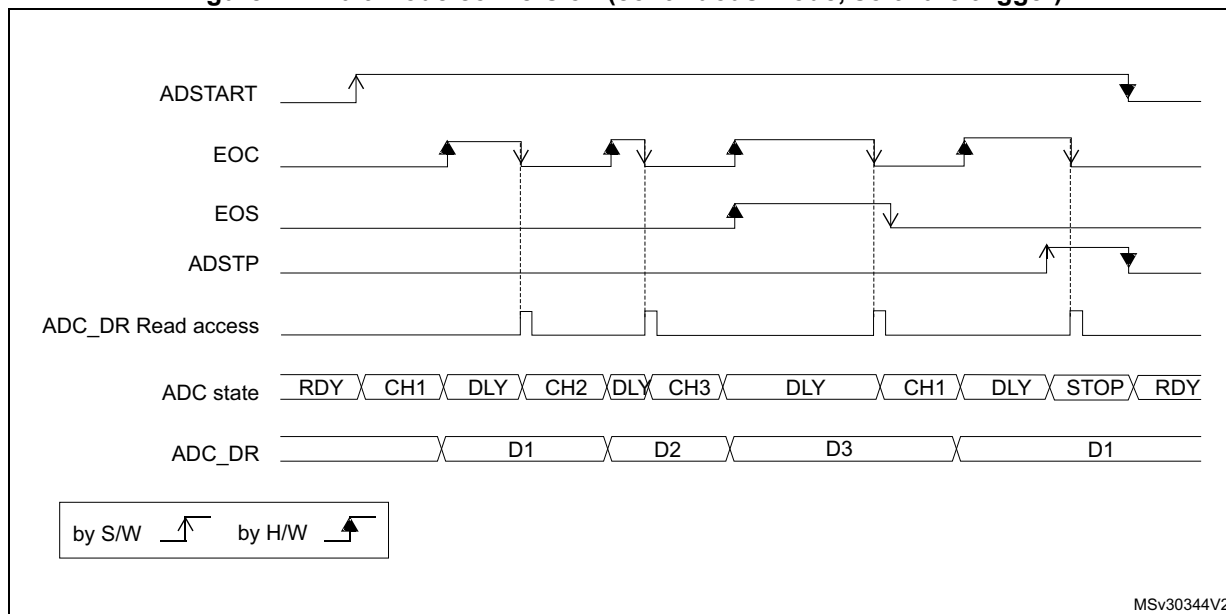 ADSTART
EOC
EOS
ADSTP
ADC_DR Read access
ADC state RDY CH1 DLY CH2 DLY CH3 DLY CH1 DLY STOP RDY
ADC_DR D1 D2 D3 D1
by S/W by H/W
MSv30344V2